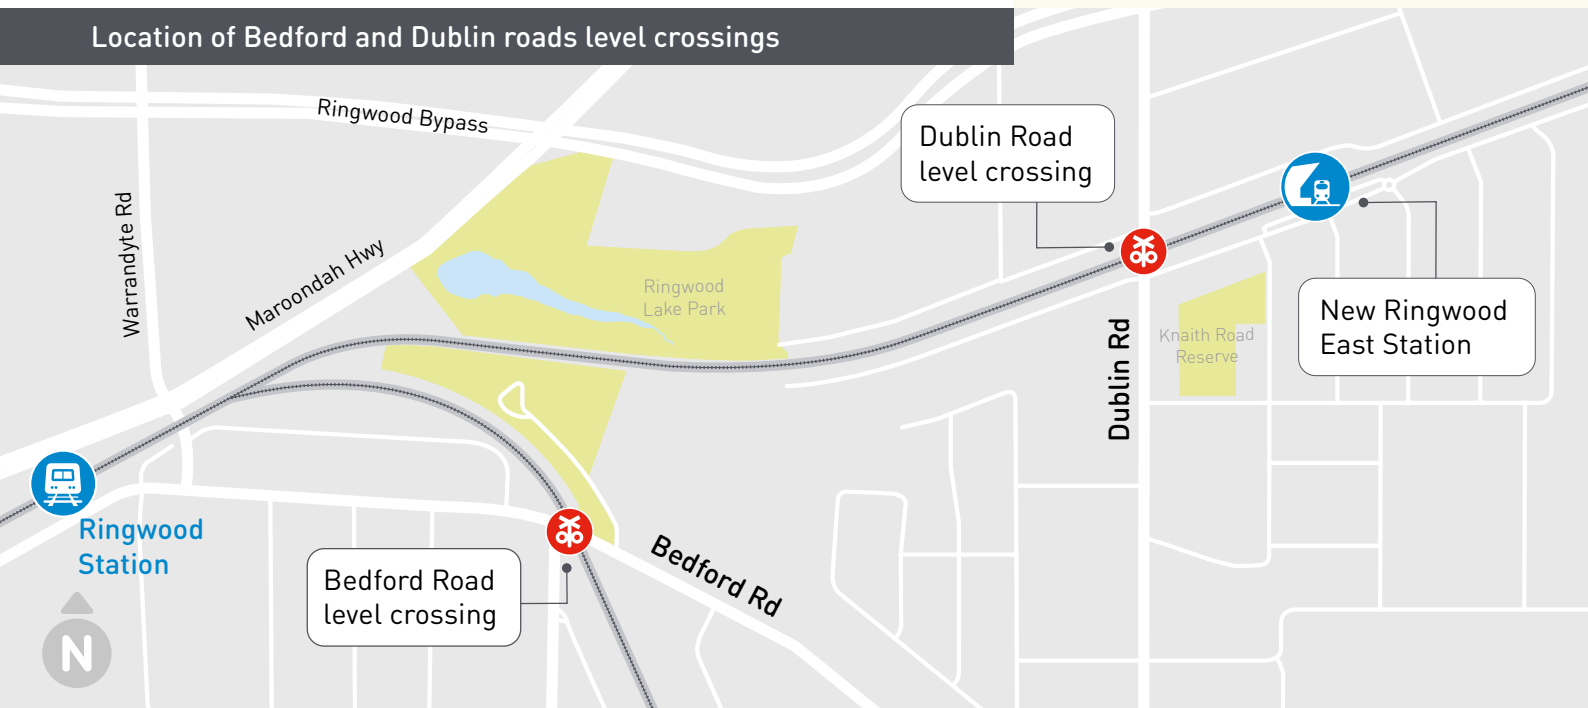 Location of Bedford and Dublin roads level crossings
Ringwood Bypass
Dublin Road
level crossing
Warrandyte Rd
Maroondah Hwy
Ringwood
Lake Park
New Ringwood
East Station
Dublin Rd
Knaith Road
Reserve
Ringwood
Station
Bedford Road
level crossing
Bedford Rd
N